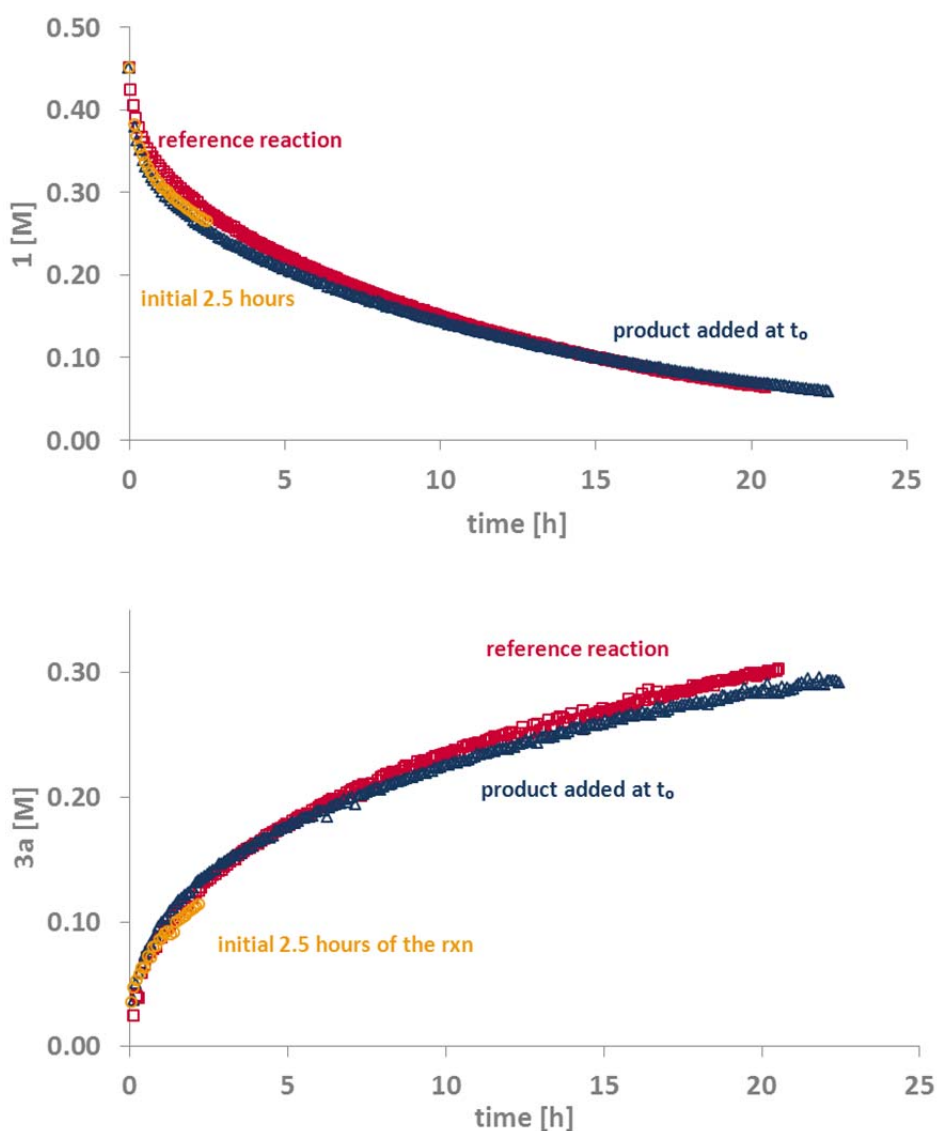 0.50
0.40
0.30
0.20
0.10
0.00
1 [M]
reference reaction
initial 2.5 hours
product added at tₒ
0 5 10 15 20 25
time [h]
0.30
0.20
0.10
0.00
3a [M]
reference reaction
product added at tₒ
initial 2.5 hours of the rxn
0 5 10 15 20 25
time [h]